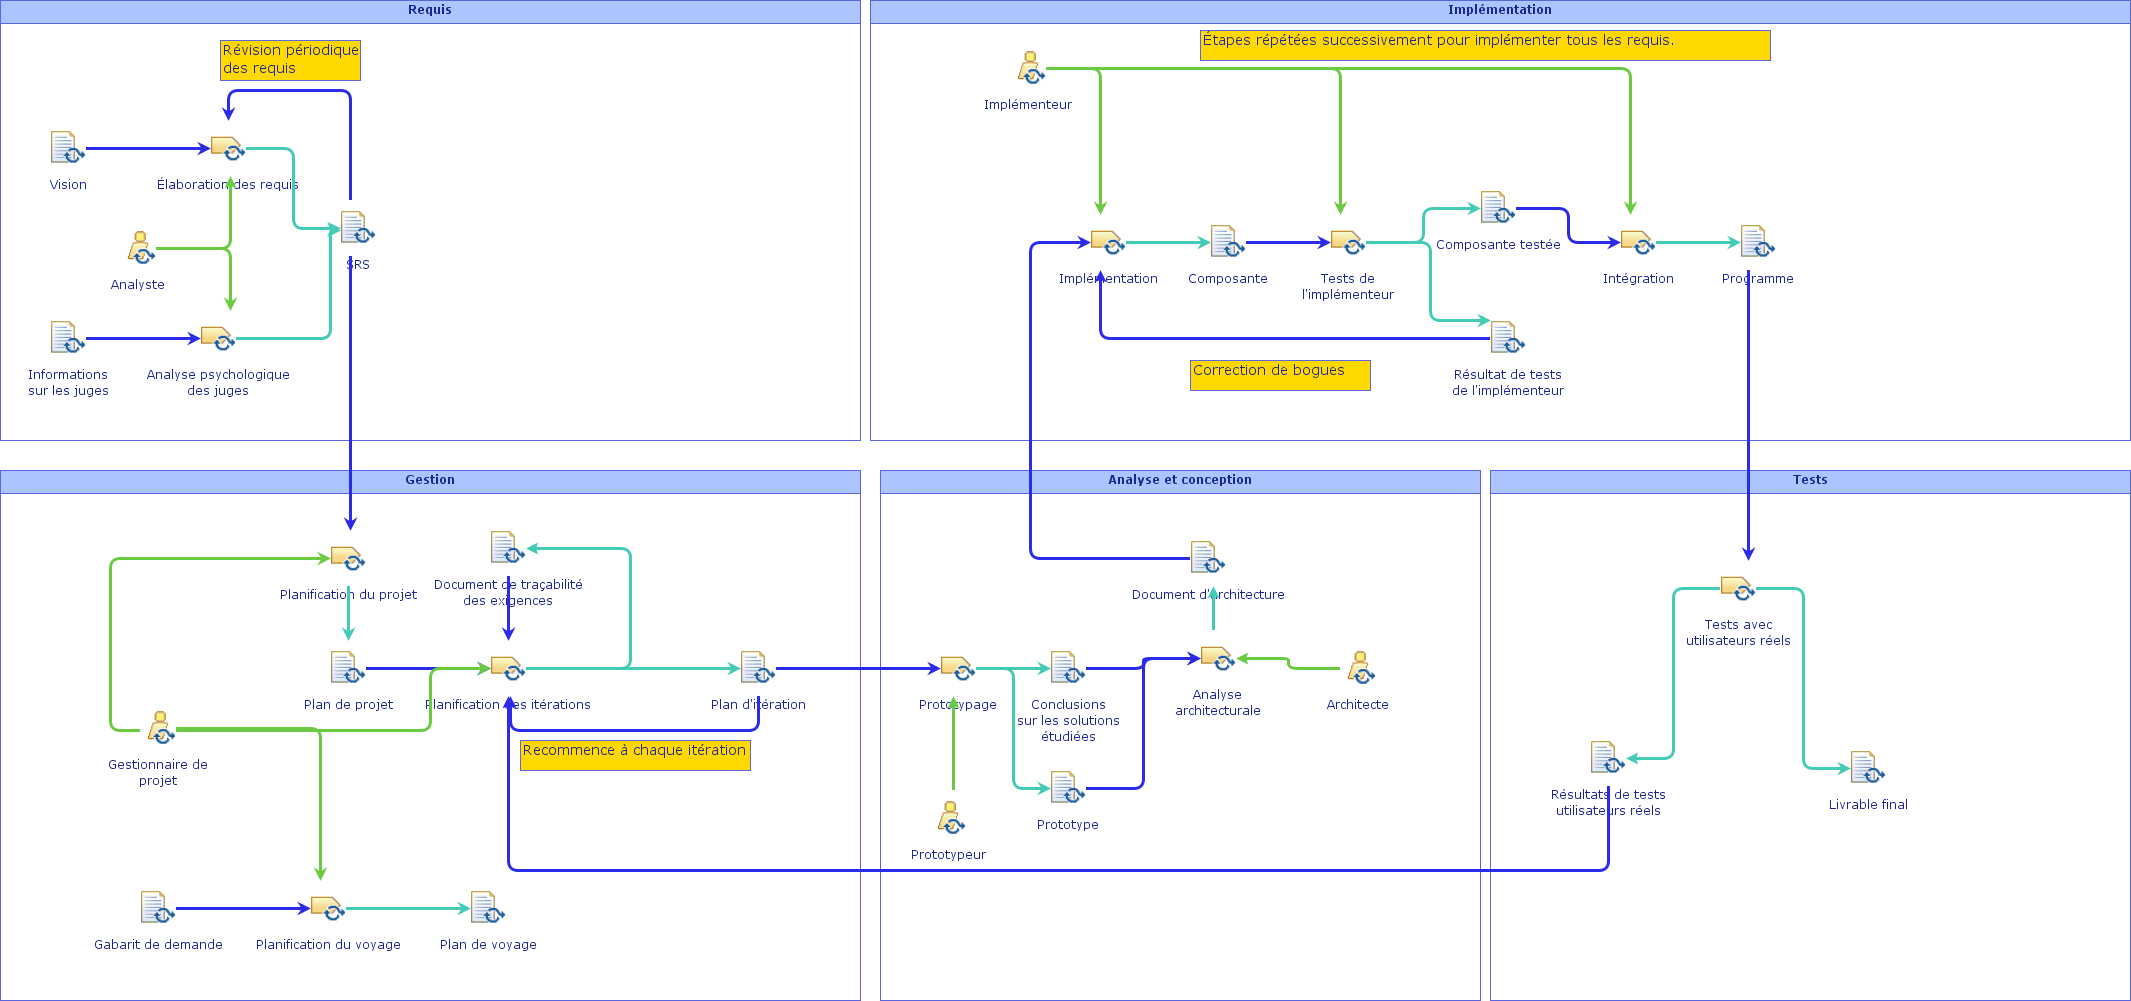 Requis
Révision périodique
des requis
Vision
Élaboration des requis
Analyste
SRS
Informations
sur les juges
Analyse psychologique
des juges
Implémentation
Étapes répétées successivement pour implémenter tous les requis.
Implémenteur
Implémentation
Composante
Tests de
l'implémenteur
Composante testée
Intégration
Programme
Correction de bogues
Résultat de tests
de l'implémenteur
Gestion
Planification du projet
Document de traçabilité
des exigences
Plan de projet
Planification des itérations
Plan d'itération
Gestionnaire de
projet
Recommence à chaque itération
Gabarit de demande
Planification du voyage
Plan de voyage
Analyse et conception
Document d'architecture
Prototypage
Conclusions
sur les solutions
étudiées
Analyse
architecturale
Architecte
Prototypeur
Prototype
Tests
Tests avec
utilisateurs réels
Résultats de tests
utilisateurs réels
Livrable final